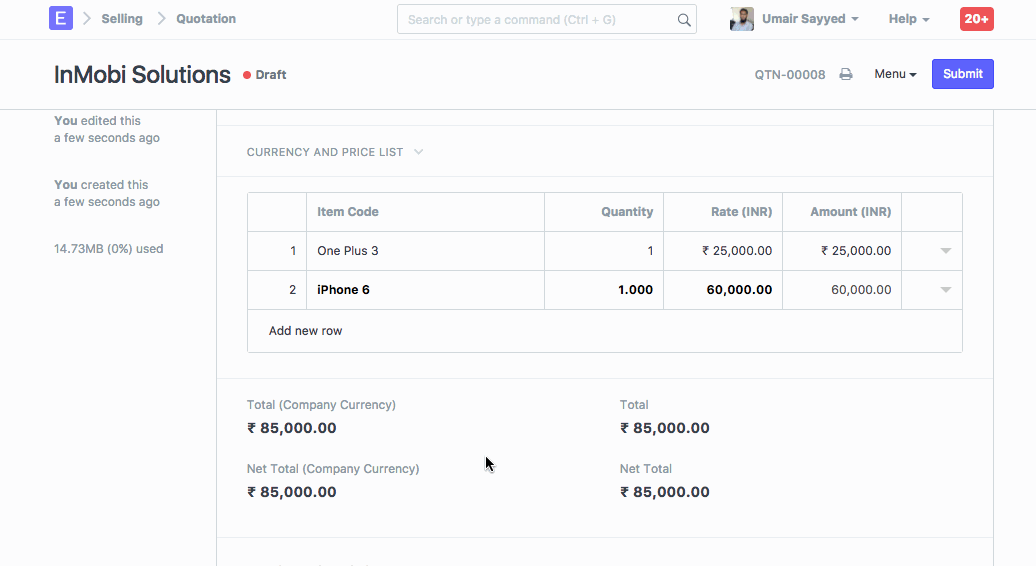 E Selling Quotation Search or type a command (Ctrl + G) Umair Sayyed Help 20+
InMobi Solutions Draft QTN-00008 Menu Submit
You edited this
a few seconds ago
You created this
a few seconds ago
14.73MB (0%) used
CURRENCY AND PRICE LIST
Item Code Quantity Rate (INR) Amount (INR)
1 One Plus 3 1 ₹ 25,000.00 ₹ 25,000.00
2 iPhone 6 1.000 60,000.00 60,000.00
Add new row
Total (Company Currency) Total
₹ 85,000.00 ₹ 85,000.00
Net Total (Company Currency) Net Total
₹ 85,000.00 ₹ 85,000.00